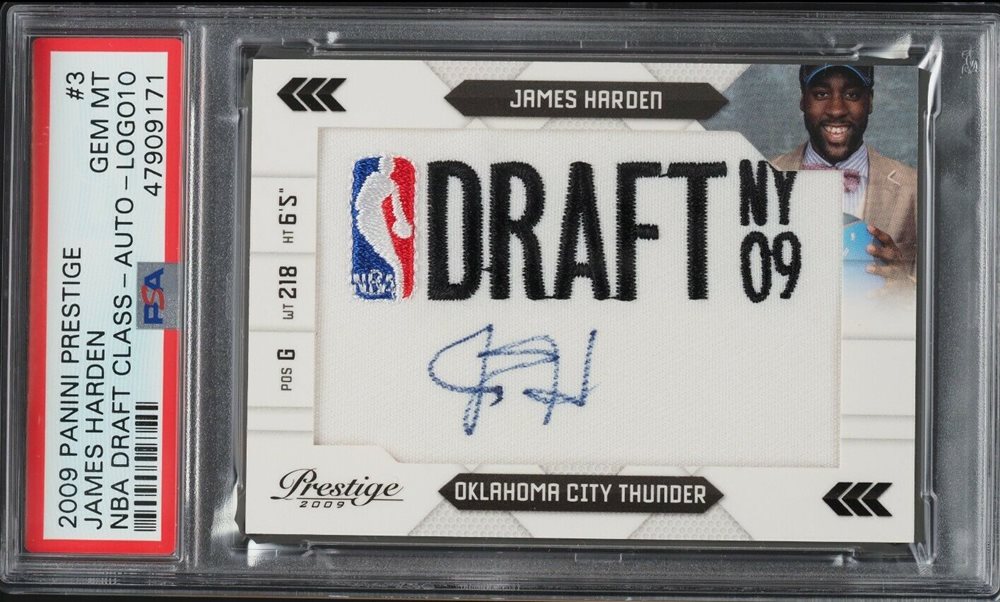 2009 PANINI PRESTIGE #3
JAMES HARDEN GEM MT
NBA DRAFT CLASS-AUTO-LOGO10
47909171
PSA
JAMES HARDEN
HT 6'5"
WT 218
POS G
NBA
DRAFT
NY
09
Prestige
2009
OKLAHOMA CITY THUNDER